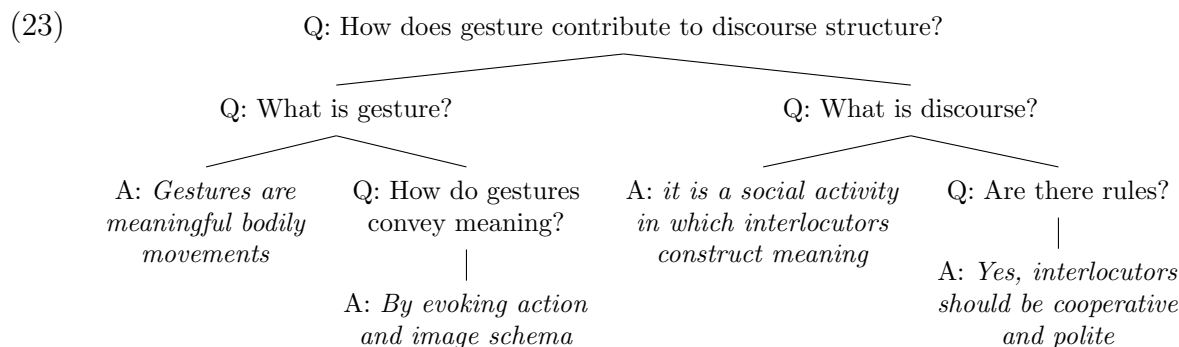 (23)
Q: How does gesture contribute to discourse structure?
Q: What is gesture?
Q: What is discourse?
A: Gestures are
meaningful bodily
movements
Q: How do gestures
convey meaning?
A: By evoking action
and image schema
A: it is a social activity
in which interlocutors
construct meaning
Q: Are there rules?
A: Yes, interlocutors
should be cooperative
and polite